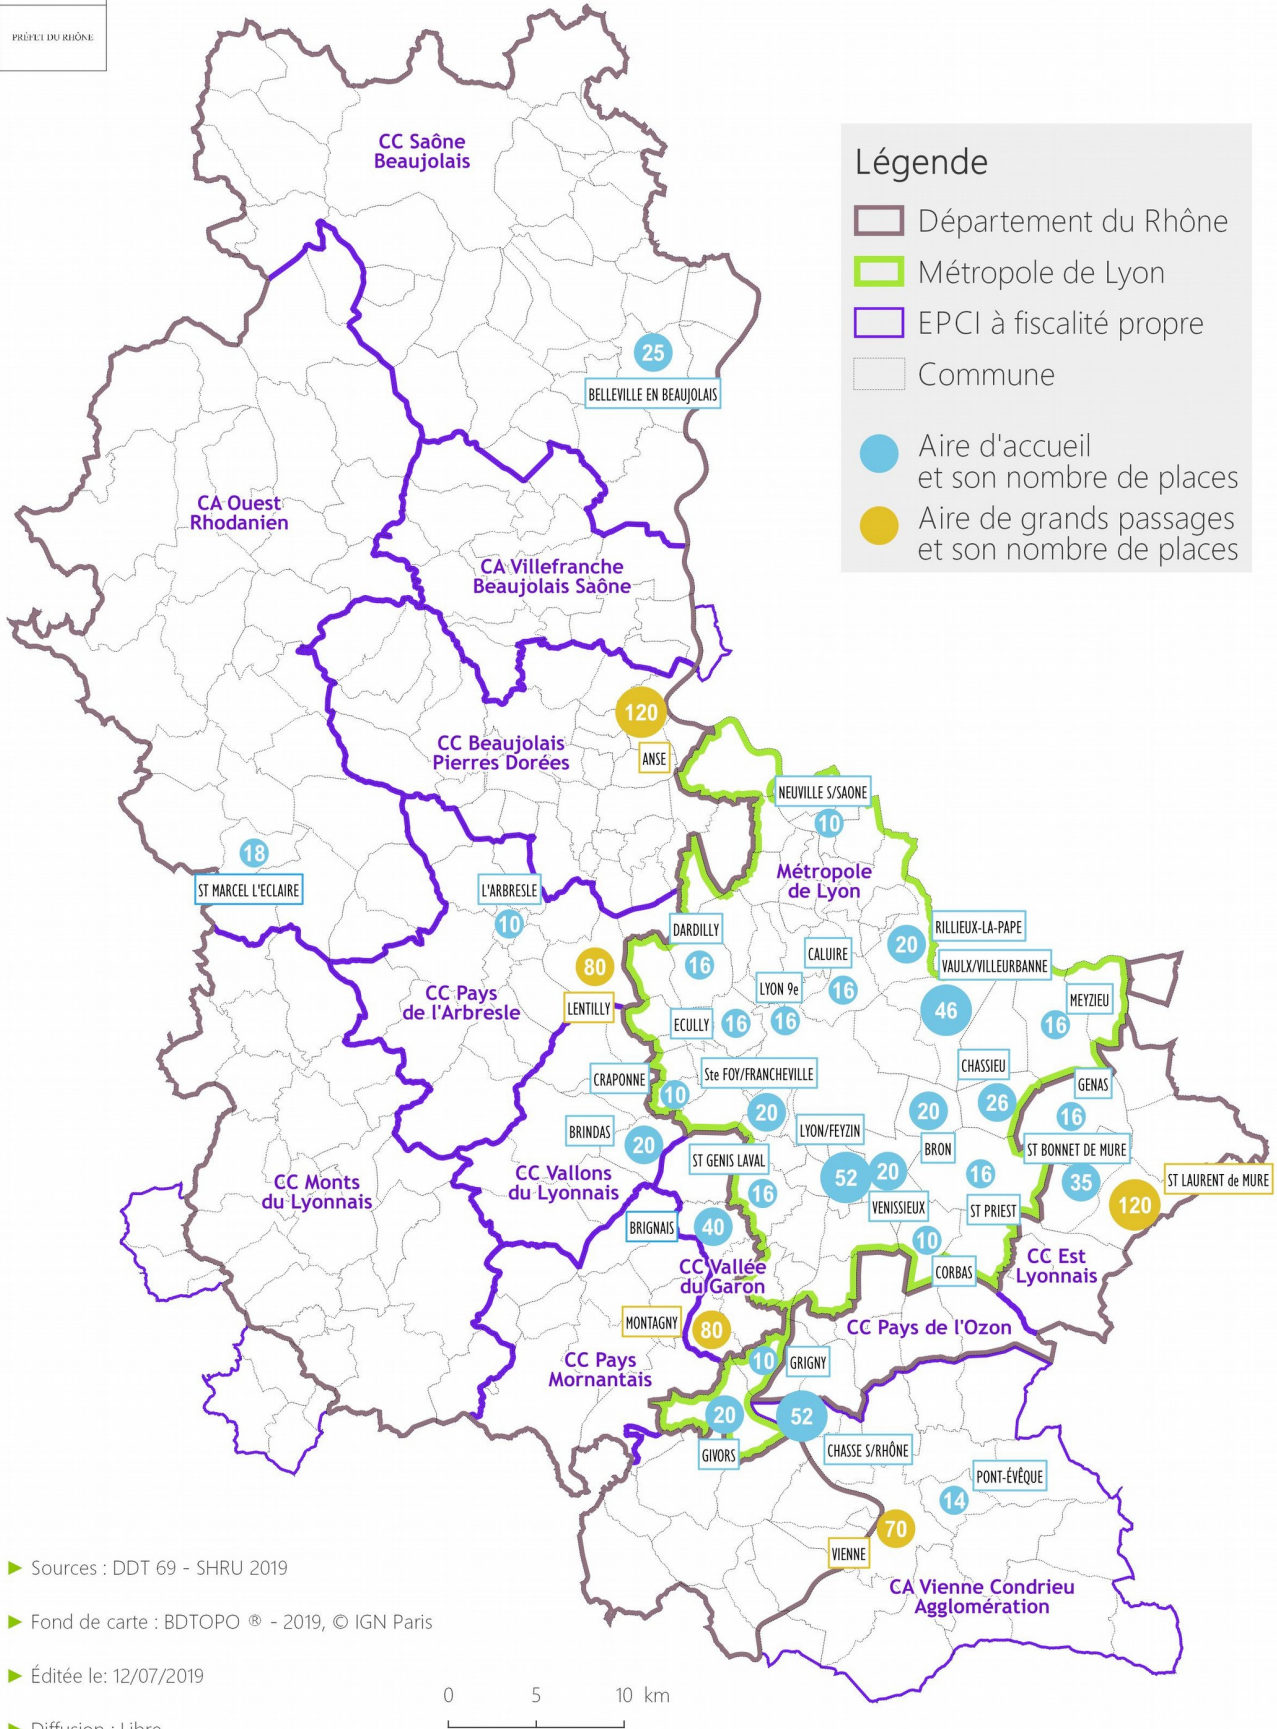 PRÉFET DU RHÔNE
CC Saône
Beaujolais
Légende
Département du Rhône
Métropole de Lyon
EPCI à fiscalité propre
Commune
Aire d'accueil
et son nombre de places
Aire de grands passages
et son nombre de places
25
BELLEVILLE EN BEAUJOLAIS
CA Ouest
Rhodanien
CA Villefranche
Beaujolais Saône
120
ANSE
CC Beaujolais
Pierres Dorées
NEUVILLE S/SAONE
10
18
ST MARCEL L'ECLAIRE
L'ARBRESLE
10
Métropole
de Lyon
DARDILLY
16
CALUIRE
16
RILLIEUX-LA-PAPE
20
VAULX/VILLEURBANNE
46
80
LENTILLY
CC Pays
de l'Arbresle
LYON 9e
16
ECULLY
16
MEYZIEU
16
CRAPONNE
10
Ste FOY/FRANCHEVILLE
20
CHASSIEU
26
GENAS
16
BRINDAS
20
LYON/FEYZIN
52
20
VENISSIEUX
20
BRON
ST BONNET DE MURE
35
ST LAURENT de MURE
120
CC Monts
du Lyonnais
CC Vallons
du Lyonnais
ST GENIS LAVAL
16
16
ST PRIEST
BRIGNAIS
40
10
CORBAS
CC Est
Lyonnais
CC Vallée
du Garon
MONTAGNY
80
CC Pays de l'Ozon
CC Pays
Mornantais
10
GRIGNY
20
GIVORS
52
CHASSE S/RHÔNE
PONT-ÉVÊQUE
14
70
VIENNE
CA Vienne Condrieu
Agglomération
Sources : DDT 69 - SHRU 2019
Fond de carte : BDTOPO ® - 2019, © IGN Paris
Éditée le: 12/07/2019
Diffusion : Libre
0 5 10 km